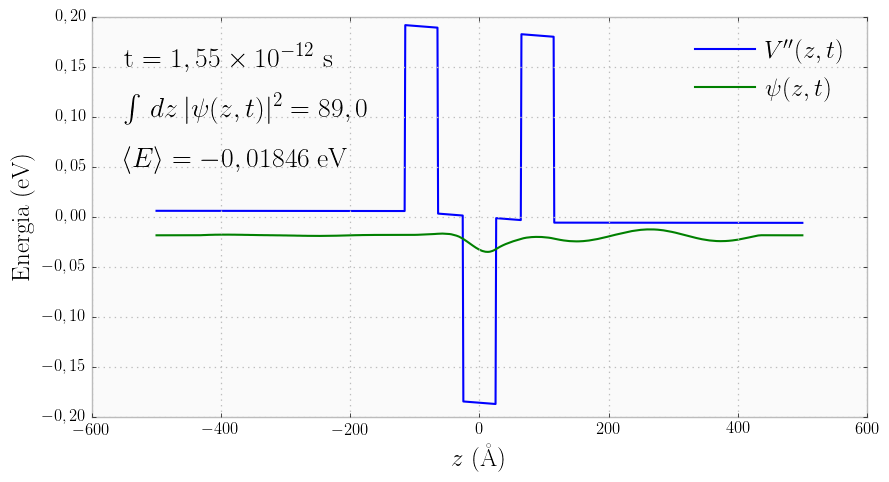 t = 1,55 × 10⁻¹² s
∫ dz |ψ(z, t)|² = 89,0
⟨E⟩ = −0,01846 eV
V′′(z, t)
ψ(z, t)
Energia (eV)
0,20
0,15
0,10
0,05
0,00
−0,05
−0,10
−0,15
−0,20
−600 −400 −200 0 200 400 600
z (Å)